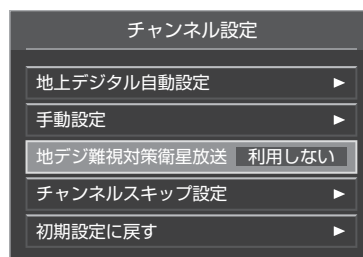 チャンネル設定
地上デジタル自動設定 ►
手動設定 ►
地デジ難視対策衛星放送 利用しない
チャンネルスキップ設定 ►
初期設定に戻す ►